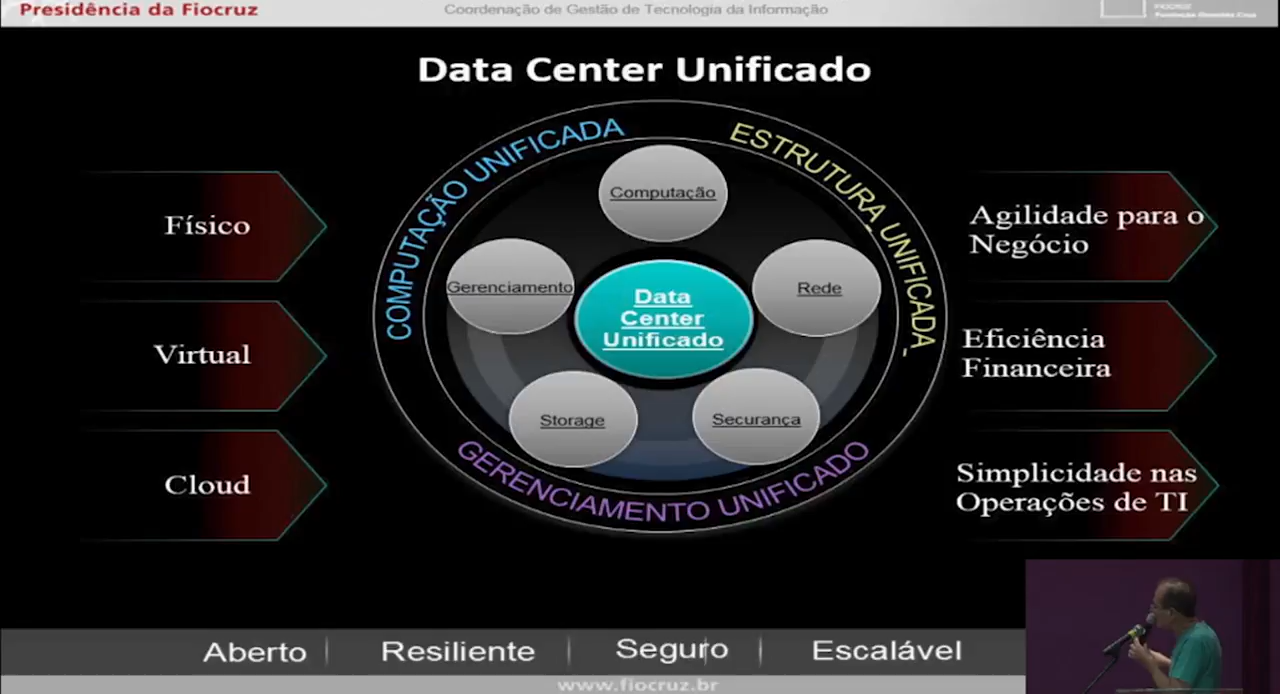 Presidência da Fiocruz
Coordenação de Gestão de Tecnologia da Informação
FIOCRUZ
Fundação Oswaldo Cruz
Data Center Unificado
COMPUTAÇÃO UNIFICADA
ESTRUTURA UNIFICADA_
GERENCIAMENTO UNIFICADO
Computação
Gerenciamento
Rede
Data
Center
Unificado
Storage
Securança
Físico
Virtual
Cloud
Agilidade para o
Negócio
Eficiência
Financeira
Simplicidade nas
Operações de TI
Aberto
Resiliente
Seguro
Escalável
www.fiocruz.br